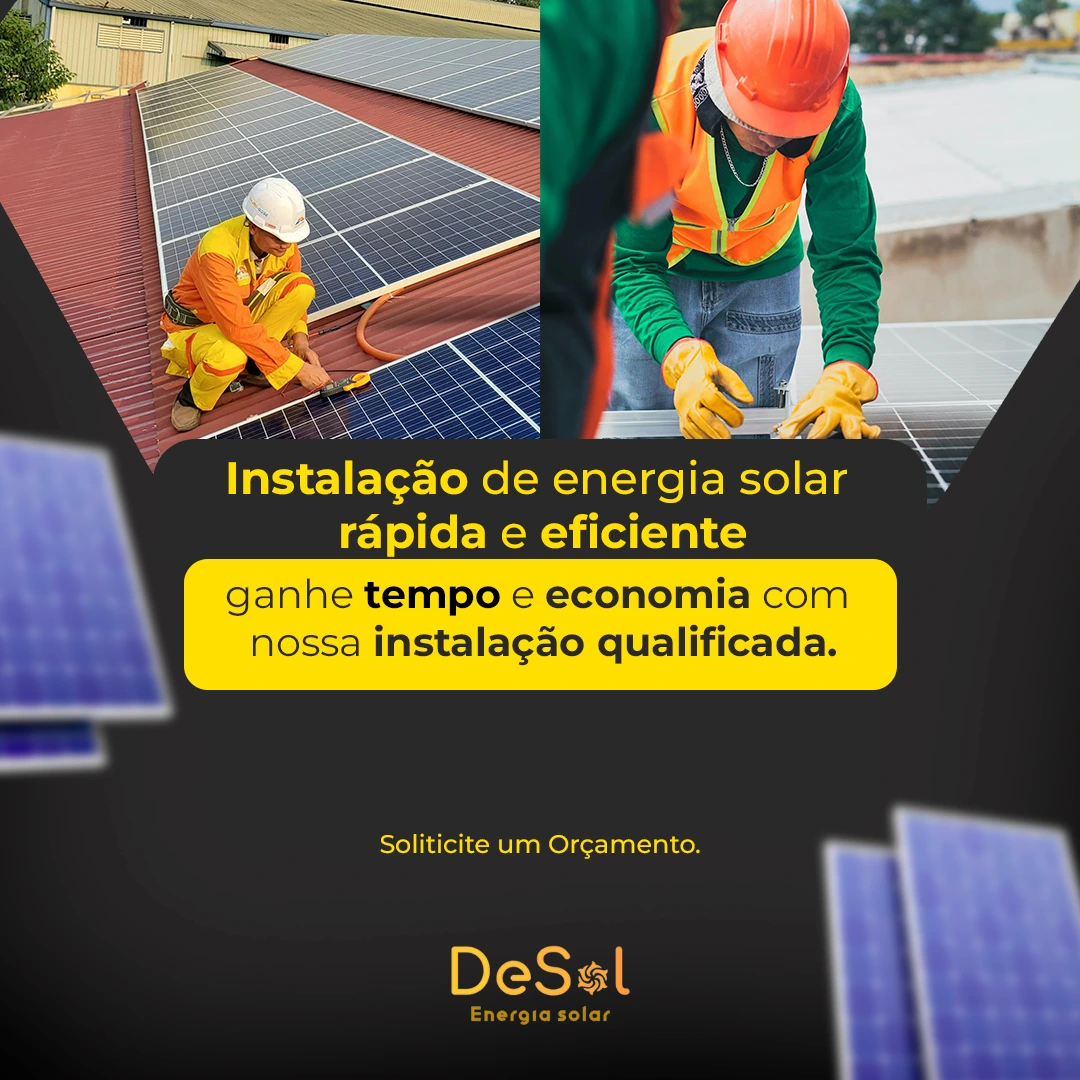 Instalação de energia solar
rápida e eficiente
ganhe tempo e economia com
nossa instalação qualificada.
Soliticite um Orçamento.
DeSol
Energia solar